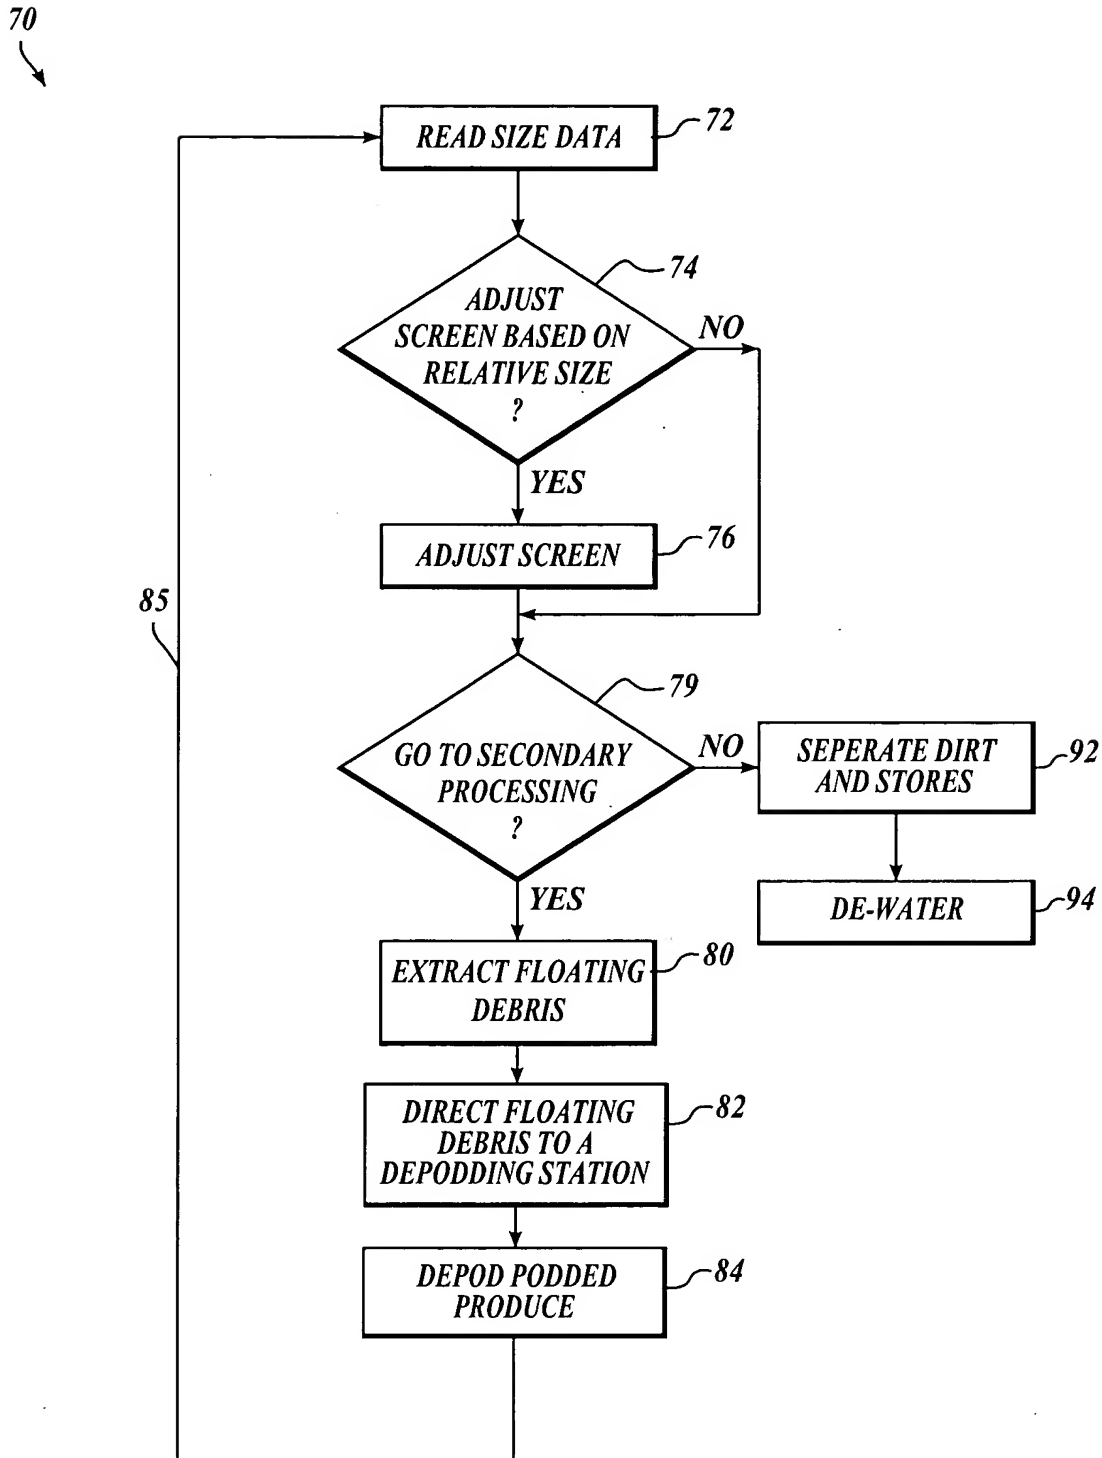 70
READ SIZE DATA
72
74
ADJUST
SCREEN BASED ON
RELATIVE SIZE
?
NO
YES
ADJUST SCREEN
76
85
79
GO TO SECONDARY
PROCESSING
?
NO
SEPERATE DIRT
AND STORES
92
YES
DE-WATER
94
EXTRACT FLOATING
DEBRIS
80
DIRECT FLOATING
DEBRIS TO A
DEPODDING STATION
82
DEPOD PODDED
PRODUCE
84